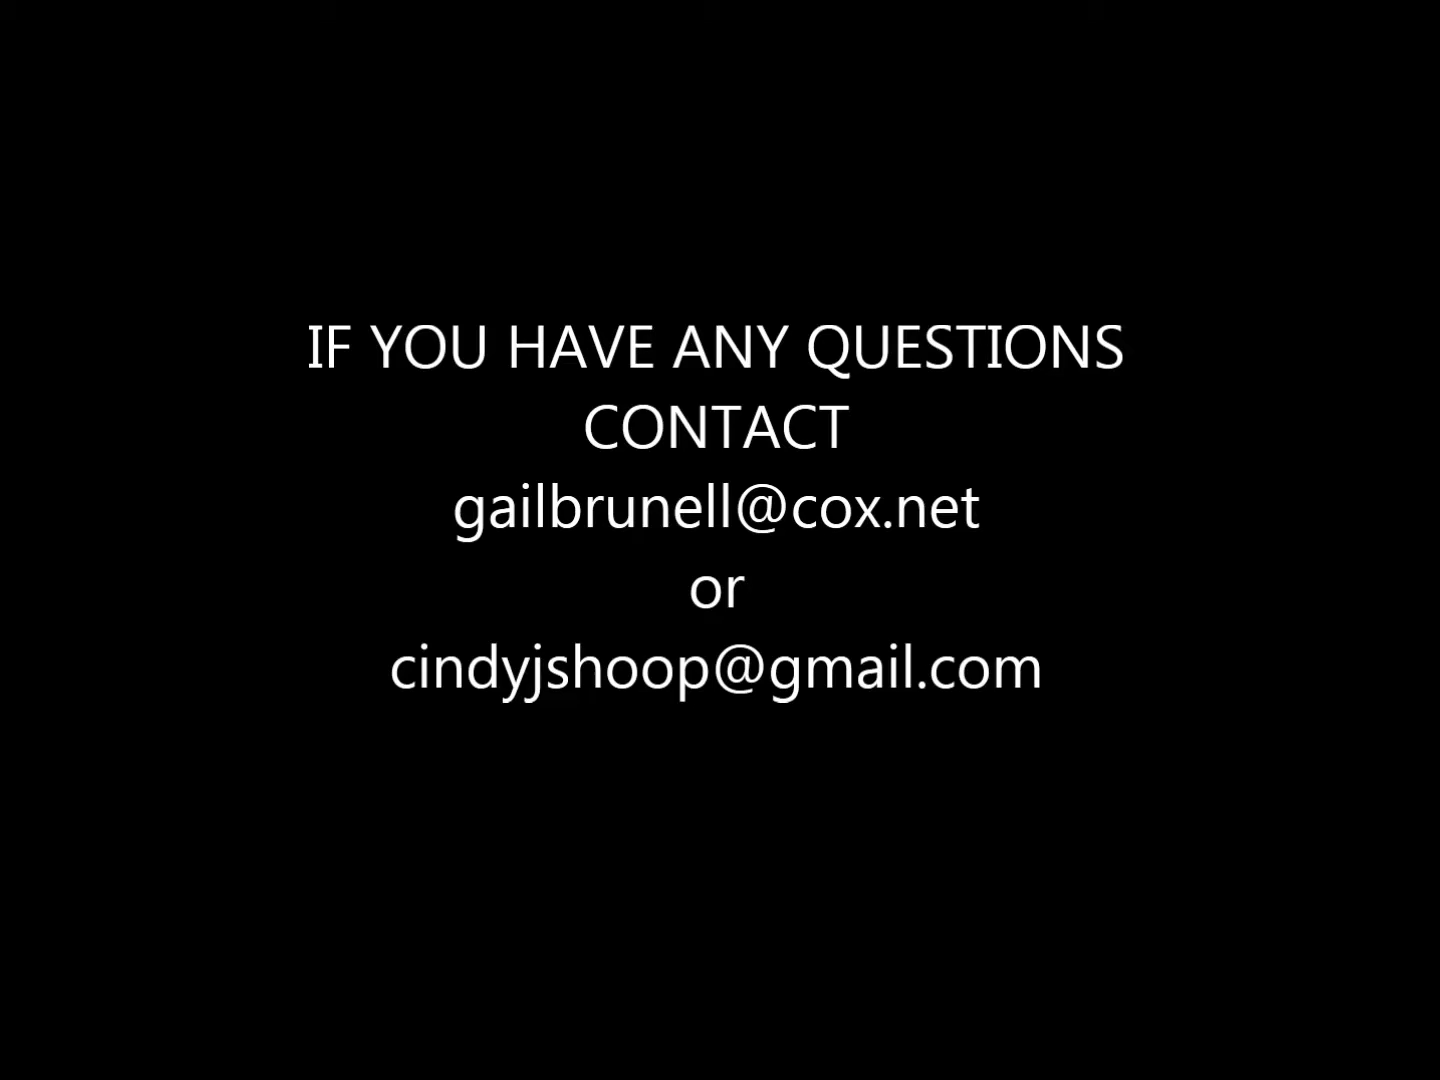 IF YOU HAVE ANY QUESTIONS
CONTACT
gailbrunell@cox.net
or
cindyjshoop@gmail.com